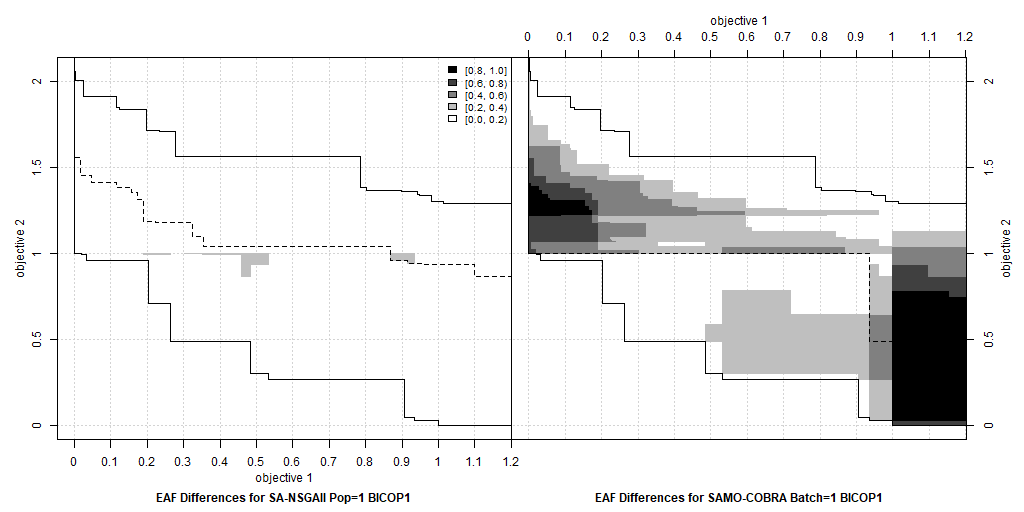 objective 1
0 0.1 0.2 0.3 0.4 0.5 0.6 0.7 0.8 0.9 1 1.1 1.2
[0.8, 1.0]
[0.6, 0.8)
[0.4, 0.6)
[0.2, 0.4)
[0.0, 0.2)
objective 2
0 0.5 1 1.5 2
objective 2
0 0.5 1 1.5 2
0 0.1 0.2 0.3 0.4 0.5 0.6 0.7 0.8 0.9 1 1.1 1.2
objective 1
EAF Differences for SA-NSGAII Pop=1 BICOP1
EAF Differences for SAMO-COBRA Batch=1 BICOP1